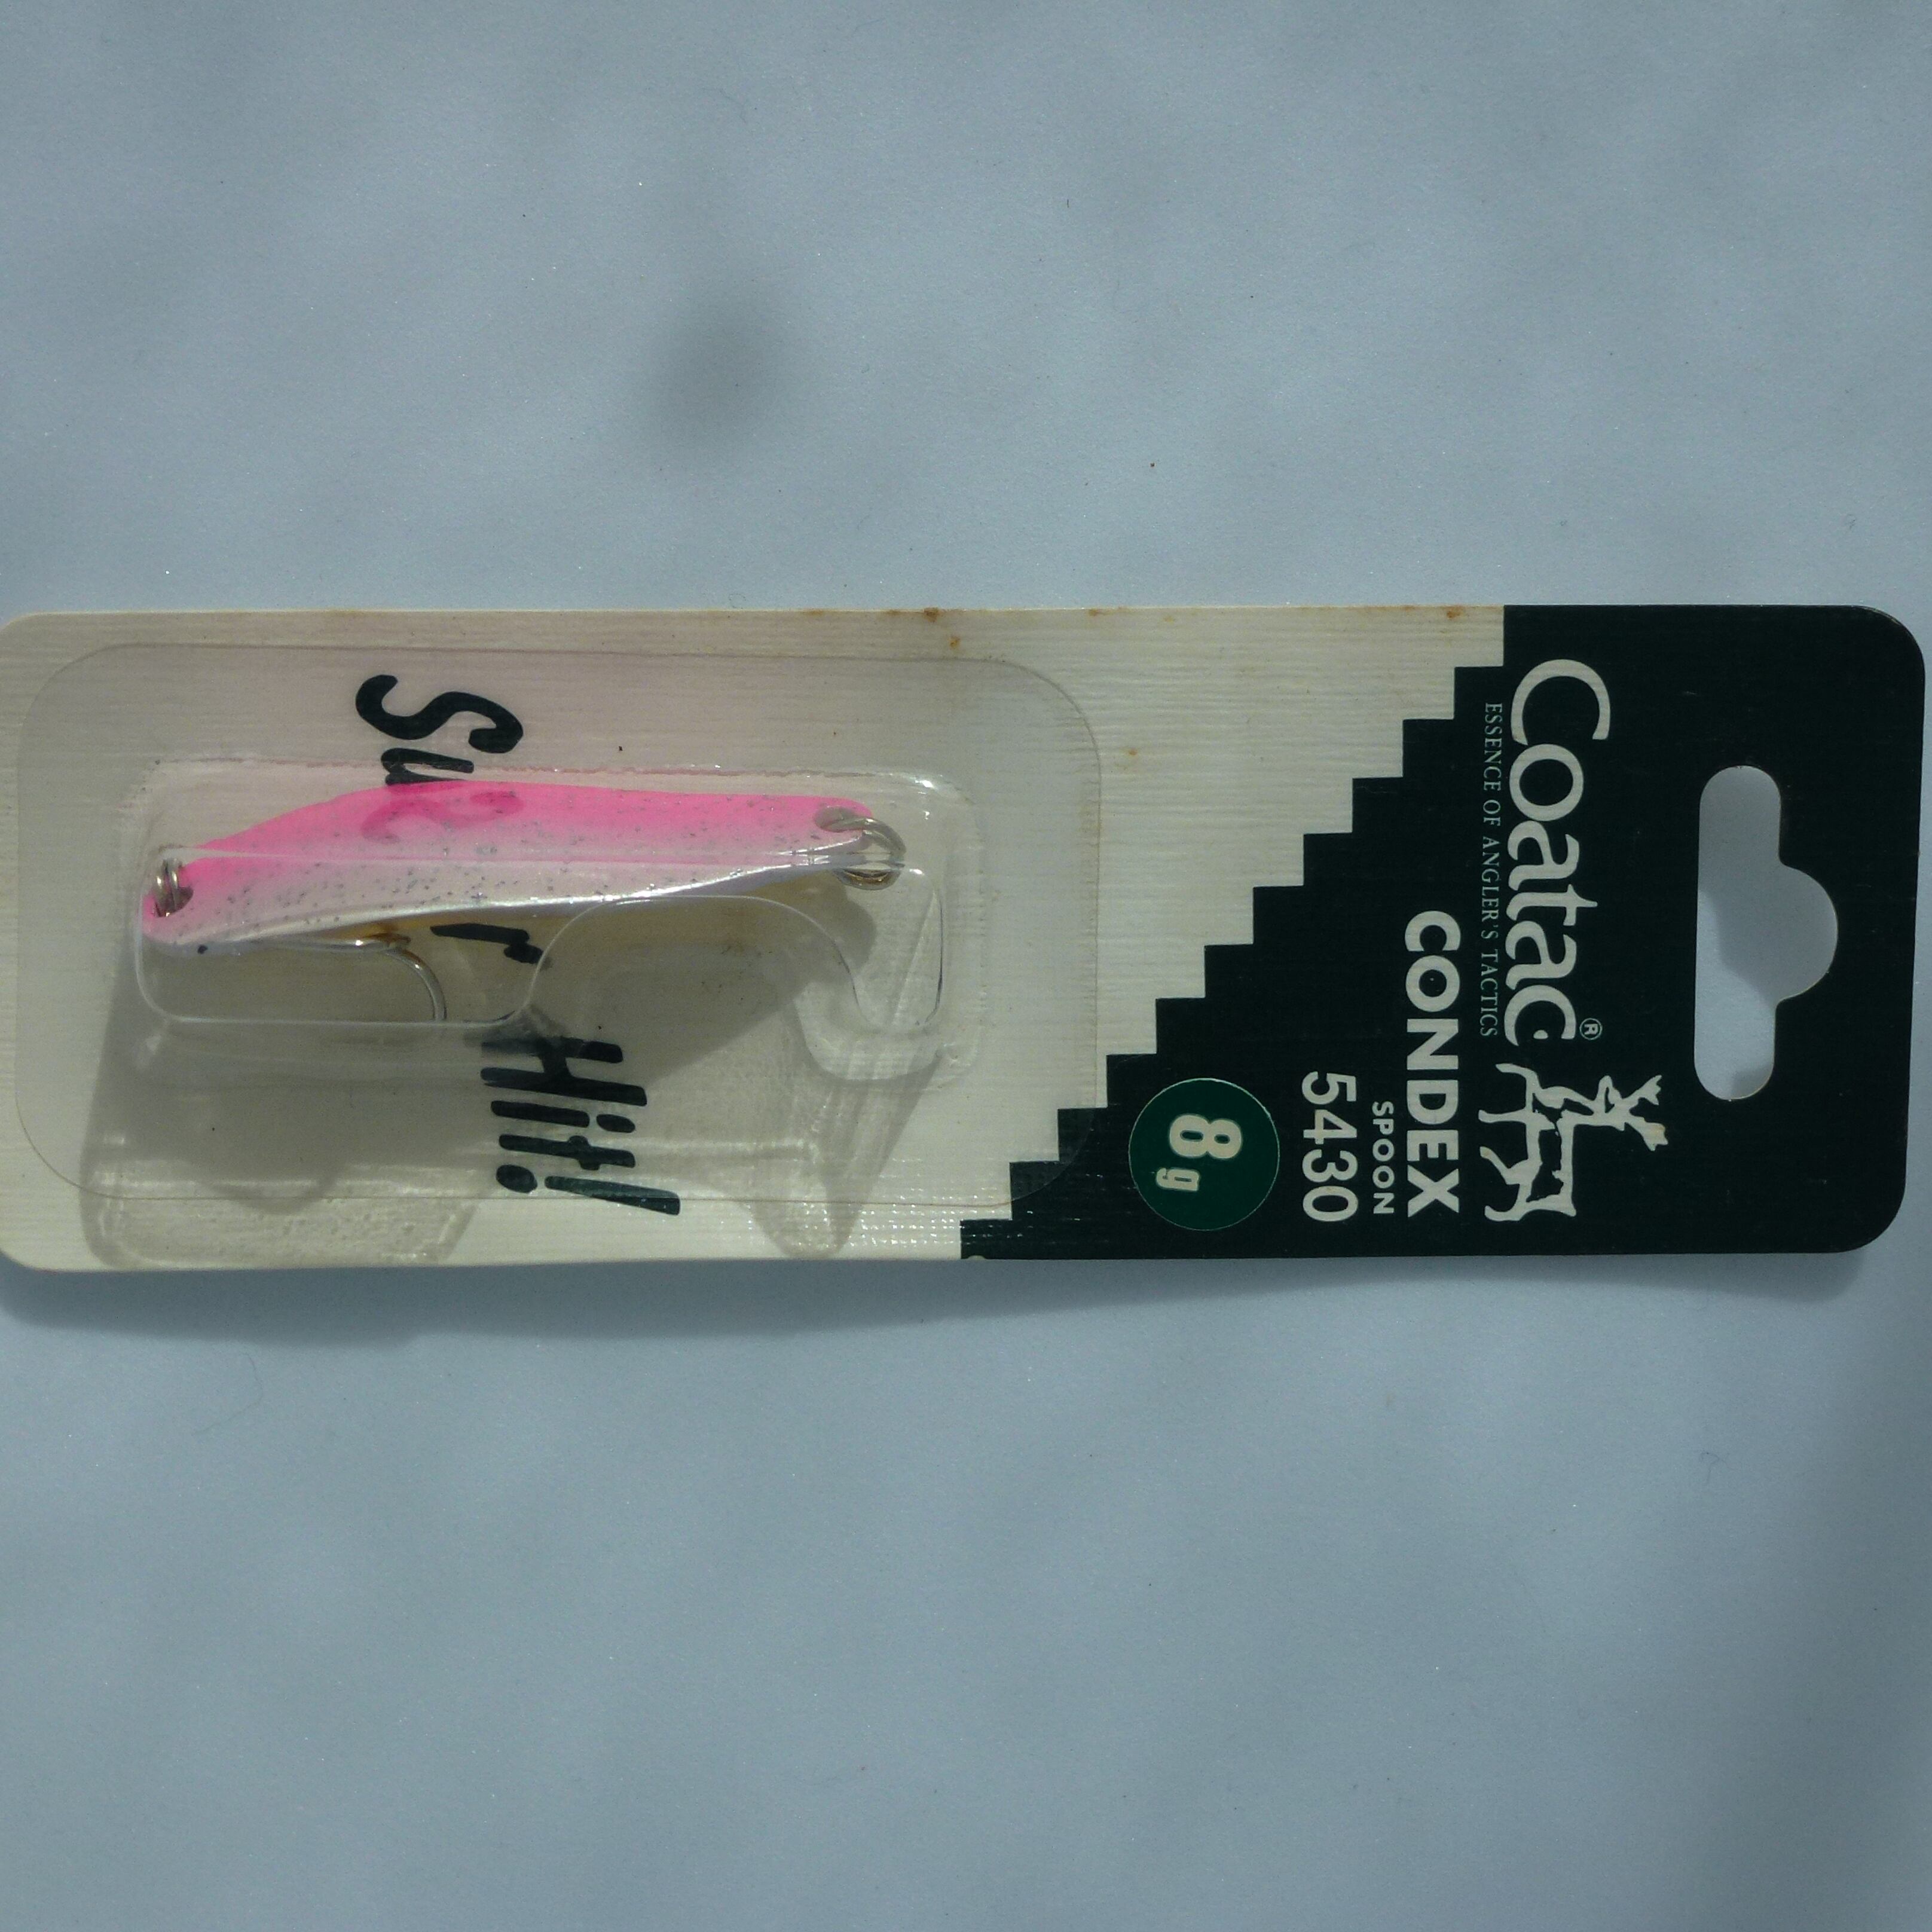 Coatac®
ESSENCE OF ANGLER'S TACTICS
CONDEX
SPOON
5430
8g
Hit!